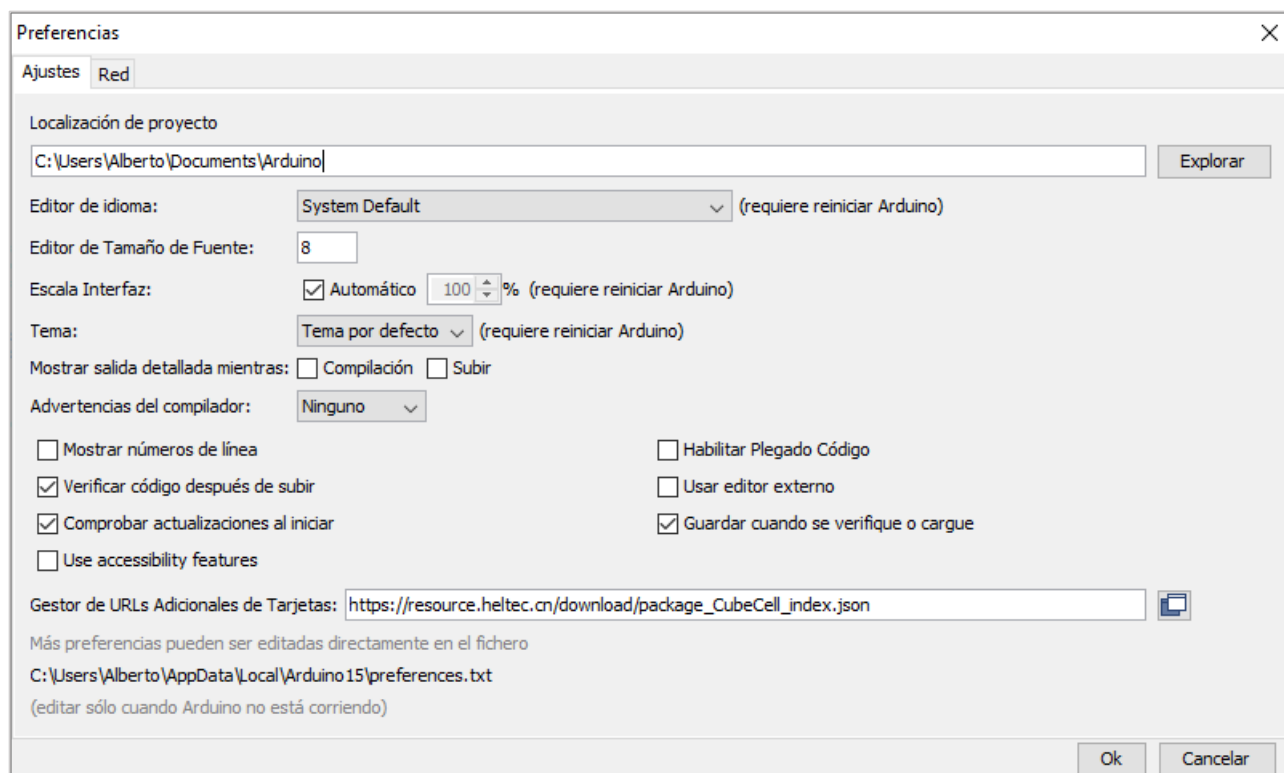 Preferencias
Ajustes Red
Localización de proyecto
C:\Users\Alberto\Documents\Arduino Explorar
Editor de idioma: System Default (requiere reiniciar Arduino)
Editor de Tamaño de Fuente: 8
Escala Interfaz: Automático 100 % (requiere reiniciar Arduino)
Tema: Tema por defecto (requiere reiniciar Arduino)
Mostrar salida detallada mientras: Compilación Subir
Advertencias del compilador: Ninguno
Mostrar números de línea Habilitar Plegado Código
Verificar código después de subir Usar editor externo
Comprobar actualizaciones al iniciar Guardar cuando se verifique o cargue
Use accessibility features
Gestor de URLs Adicionales de Tarjetas: https://resource.heltec.cn/download/package_CubeCell_index.json
Más preferencias pueden ser editadas directamente en el fichero
C:\Users\Alberto\AppData\Local\Arduino15\preferences.txt
(editar sólo cuando Arduino no está corriendo)
Ok Cancelar